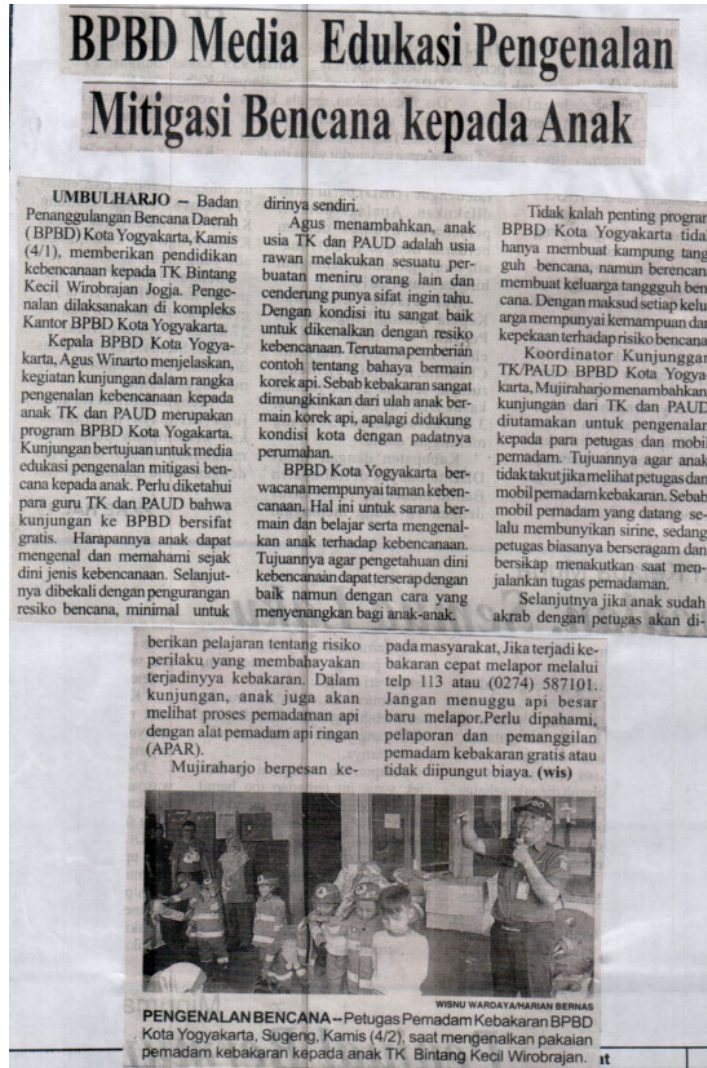 BPBD Media Edukasi Pengenalan
Mitigasi Bencana kepada Anak
UMBULHARJO – Badan
Penanggulangan Bencana Daerah
(BPBD) Kota Yogyakarta, Kamis
(4/1), memberikan pendidikan
kebencanaan kepada TK Bintang
Kecil Wirobrajan Jogja. Penge-
nalan dilaksanakan di kompleks
Kantor BPBD Kota Yogyakarta.
Kepala BPBD Kota Yogya-
karta, Agus Winarto menjelaskan,
kegiatan kunjungan dalam rangka
pengenalan kebencanaan kepada
anak TK dan PAUD merupakan
program BPBD Kota Yogakarta.
Kunjungan bertujuan untuk media
edukasi pengenalan mitigasi ben-
cana kepada anak. Perlu diketahui
para guru TK dan PAUD bahwa
kunjungan ke BPBD bersifat
gratis. Harapannya anak dapat
mengenal dan memahami sejak
dini jenis kebencanaan. Selanjut-
nya dibekali dengan pengurangan
resiko bencana, minimal untuk
dirinya sendiri.
Agus menambahkan, anak
usia TK dan PAUD adalah usia
rawan melakukan sesuatu per-
buatan meniru orang lain dan
cenderung punya sifat ingin tahu.
Dengan kondisi itu sangat baik
untuk dikenalkan dengan resiko
kebencanaan. Terutama pemberian
contoh tentang bahaya bermain
korek api. Sebab kebakaran sangat
dimungkinkan dari ulah anak ber-
main korek api, apalagi didukung
kondisi kota dengan padatnya
perumahan.
BPBD Kota Yogyakarta ber-
wacana mempunyai taman keben-
canaan. Hal ini untuk sarana ber-
main dan belajar serta mengenal-
kan anak terhadap kebencanaan.
Tujuannya agar pengetahuan dini
kebencanaan dapat terserap dengan
baik namun dengan cara yang
menyenangkan bagi anak-anak.
Tidak kalah penting program
BPBD Kota Yogyakarta tida
hanya membuat kampung tang
guh bencana, namun berencan
membuat keluarga tanggguh ben
cana. Dengan maksud setiap kelu
arga mempunyai kemampuan dan
kepekaan terhadap risiko bencana
Koordinator Kunjunggan
TK/PAUD BPBD Kota Yogya
karta, Mujiraharjo menambahkan
kunjungan dari TK dan PAUD
diutamakan untuk pengenalan
kepada para petugas dan mobil
pemadam. Tujuannya agar anak
tidak takut jika melihat petugas dan
mobil pemadam kebakaran. Sebab
mobil pemadam yang datang se-
lalu membunyikan sirine, sedang
petugas biasanya berseragam dan
bersikap menakutkan saat men-
jalankan tugas pemadaman.
Selanjutnya jika anak sudah
akrab dengan petugas akan di-
berikan pelajaran tentang risiko
perilaku yang membahayakan
terjadinyya kebakaran. Dalam
kunjungan, anak juga akan
melihat proses pemadaman api
dengan alat pemadam api ringan
(APAR).
Mujiraharjo berpesan ke-
pada masyarakat, Jika terjadi ke-
bakaran cepat melapor melalui
telp 113 atau (0274) 587101.
Jangan menuggu api besar
baru melapor.Perlu dipahami,
pelaporan dan pemanggilan
pemadam kebakaran gratis atau
tidak diipungut biaya. (wis)
WISNU WARDAYA/HARIAN BERNAS
PENGENALAN BENCANA--Petugas Pemadam Kebakaran BPBD
Kota Yogyakarta, Sugeng, Kamis (4/2), saat mengenalkan pakaian
pemadam kebakaran kepada anak TK Bintang Kecil Wirobrajan.